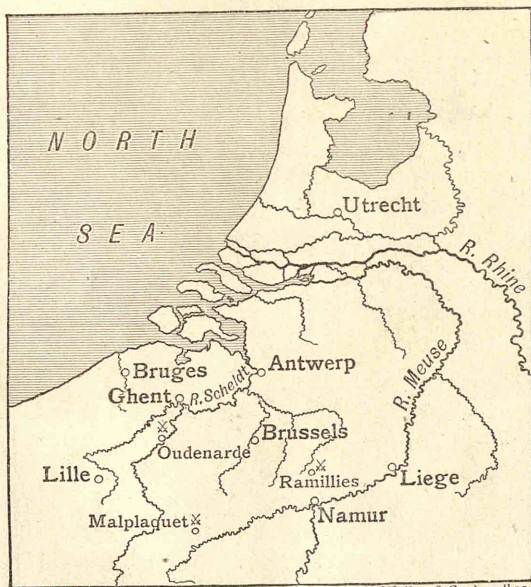 NORTH
SEA
Utrecht
R. Rhine
R. Meuse
Bruges
Antwerp
Ghent
R. Scheldt
Oudenarde
Brussels
Lille
Ramillies
Liege
Malplaquet
Namur